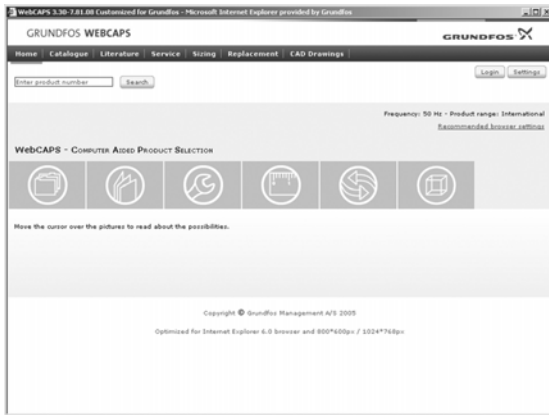 WebCAPS 3.30-7.81.08 Customized for Grundfos - Microsoft Internet Explorer provided by Grundfos
GRUNDFOS WEBCAPS
GRUNDFOS
Home Catalogue Literature Service Sizing Replacement CAD Drawings
Login Settings
Enter product number Search
Frequency: 50 Hz - Product range: International
Recommended browser settings
WebCAPS - Computer Aided Product Selection
Move the cursor over the pictures to read about the possibilities.
Copyright © Grundfos Management A/S 2005
Optimized for Internet Explorer 6.0 browser and 800*600px / 1024*768px